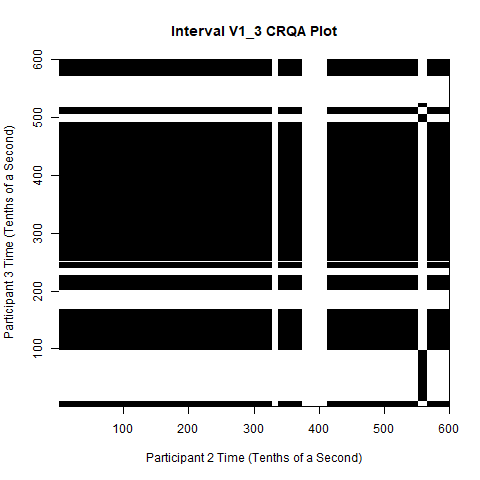 Interval V1_3 CRQA Plot
600
500
400
300
200
100
Participant 3 Time (Tenths of a Second)
100 200 300 400 500 600
Participant 2 Time (Tenths of a Second)